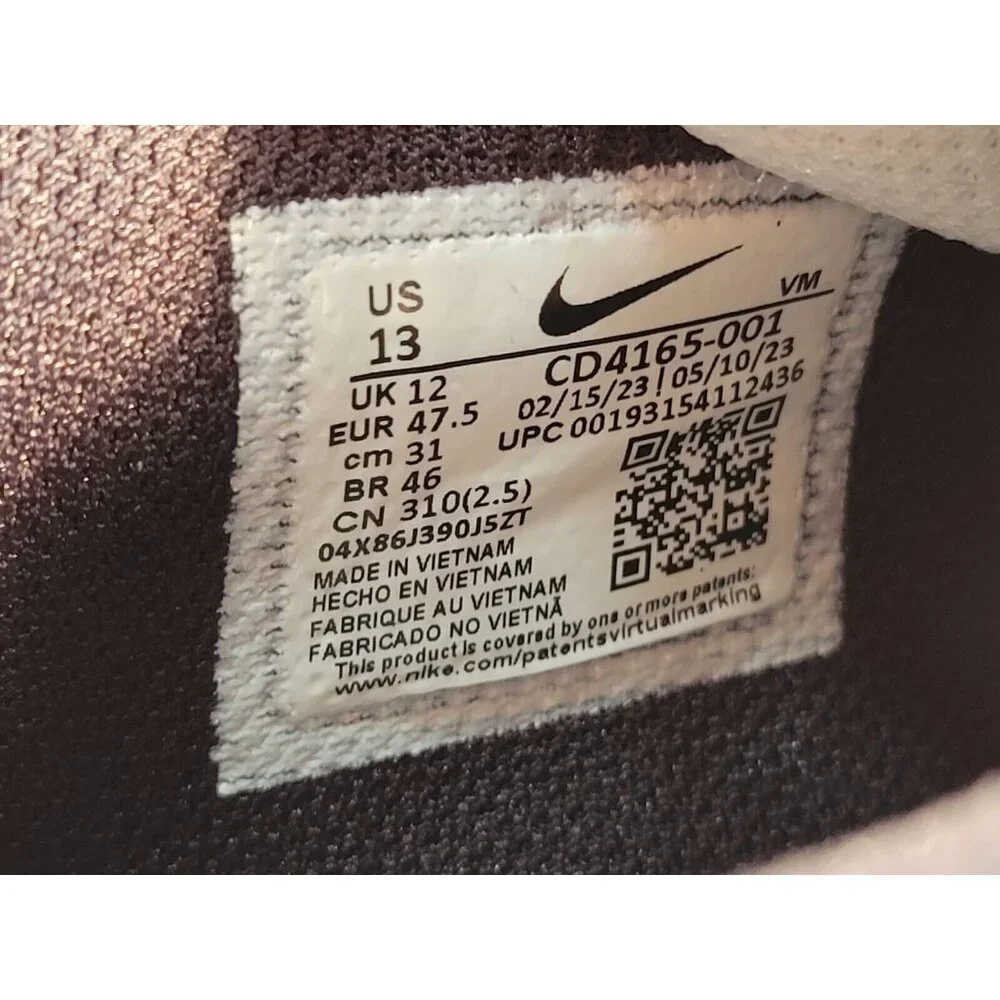 US
13
VM
UK 12
CD4165-001
EUR 47.5
02/15/23 | 05/10/23
cm 31
UPC 00193154112436
BR 46
CN 310(2.5)
04X86J390J5ZT
MADE IN VIETNAM
HECHO EN VIETNAM
FABRIQUE AU VIETNAM
FABRICADO NO VIETNÃ
This product is covered by one or more patents:
www.nike.com/patentsvirtualmarking